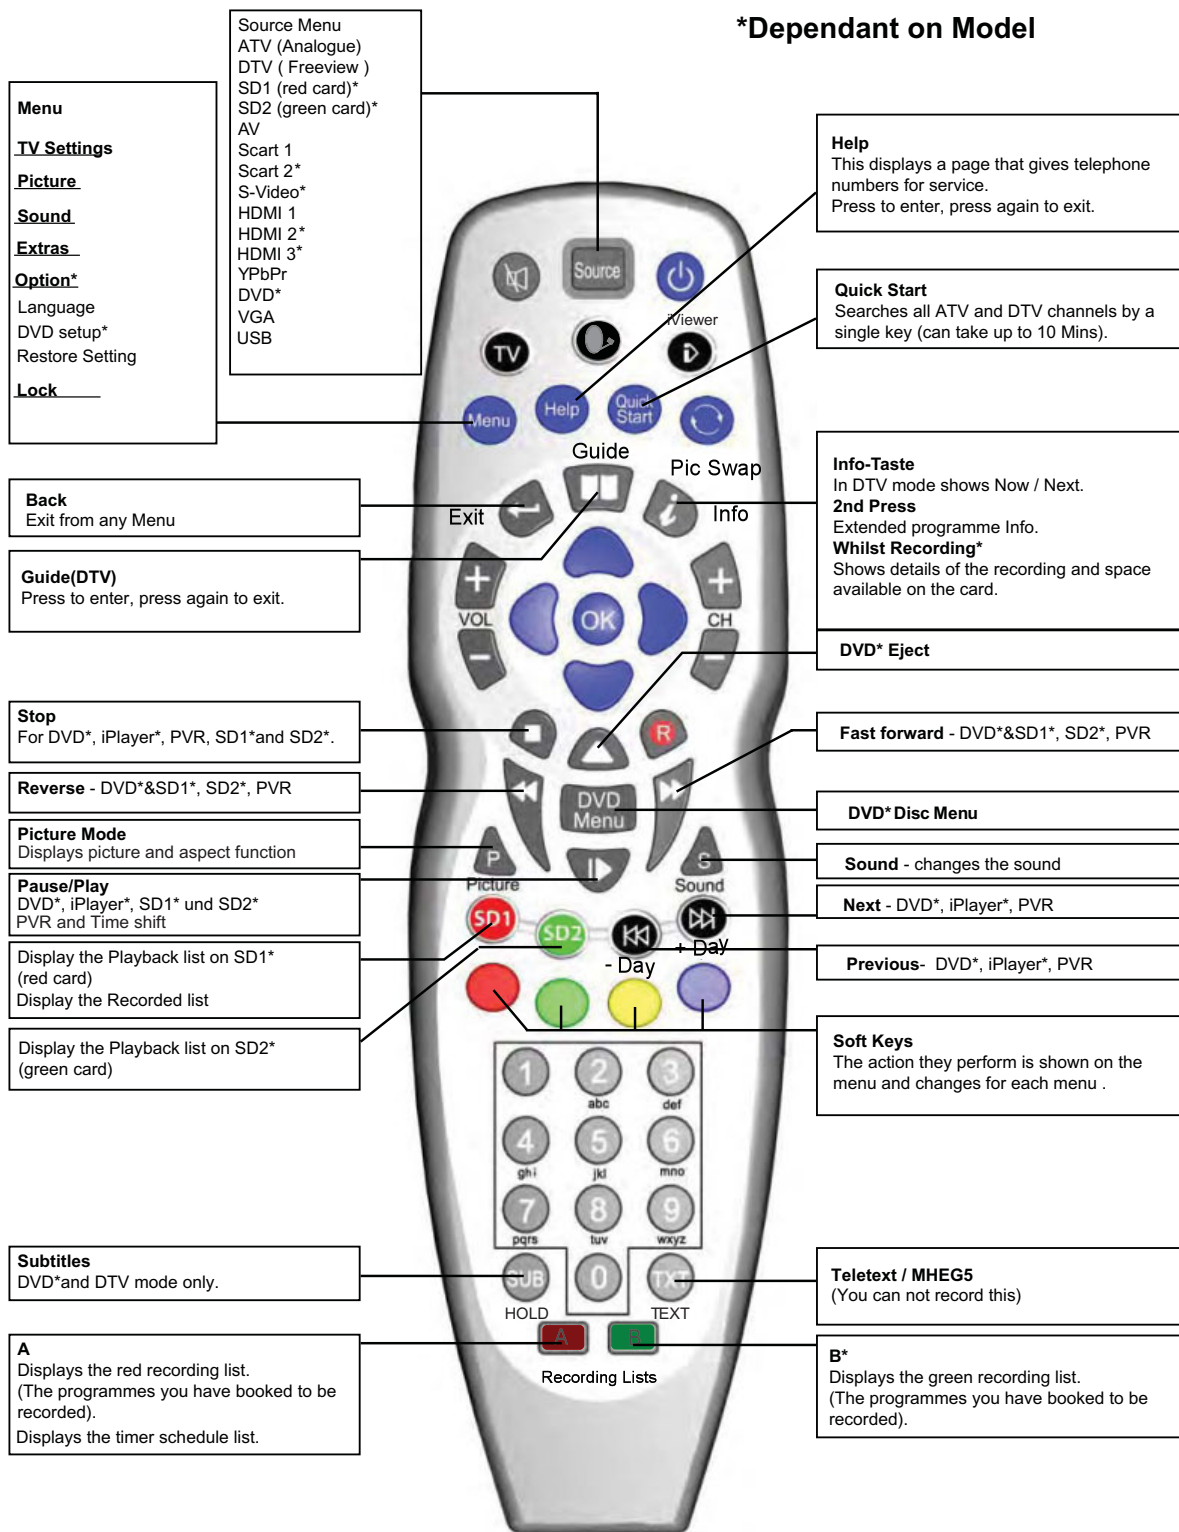 *Dependant on Model
Source Menu
ATV (Analogue)
DTV ( Freeview )
SD1 (red card)*
SD2 (green card)*
AV
Scart 1
Scart 2*
S-Video*
HDMI 1
HDMI 2*
HDMI 3*
YPbPr
DVD*
VGA
USB
Menu
TV Settings
Picture
Sound
Extras
Option*
Language
DVD setup*
Restore Setting
Lock
Back
Exit from any Menu
Guide(DTV)
Press to enter, press again to exit.
Stop
For DVD*, iPlayer*, PVR, SD1*and SD2*.
Reverse - DVD*&SD1*, SD2*, PVR
Picture Mode
Displays picture and aspect function
Pause/Play
DVD*, iPlayer*, SD1* und SD2*
PVR and Time shift
Display the Playback list on SD1*
(red card)
Display the Recorded list
Display the Playback list on SD2*
(green card)
Subtitles
DVD*and DTV mode only.
A
Displays the red recording list.
(The programmes you have booked to be
recorded).
Displays the timer schedule list.
Source
iViewer
TV
Menu
Help
Quick
Start
Guide
Pic Swap
Exit
Info
VOL
OK
CH
R
DVD
Menu
P
S
Picture
Sound
SD1
SD2
- Day
+ Day
1
2
3
abc
def
4
5
6
ghi
jkl
mno
7
8
9
pqrs
tuv
wxyz
SUB
0
TXT
HOLD
TEXT
A
B
Recording Lists
Help
This displays a page that gives telephone
numbers for service.
Press to enter, press again to exit.
Quick Start
Searches all ATV and DTV channels by a
single key (can take up to 10 Mins).
Info-Taste
In DTV mode shows Now / Next.
2nd Press
Extended programme Info.
Whilst Recording*
Shows details of the recording and space
available on the card.
DVD* Eject
Fast forward - DVD*&SD1*, SD2*, PVR
DVD* Disc Menu
Sound - changes the sound
Next - DVD*, iPlayer*, PVR
Previous- DVD*, iPlayer*, PVR
Soft Keys
The action they perform is shown on the
menu and changes for each menu .
Teletext / MHEG5
(You can not record this)
B*
Displays the green recording list.
(The programmes you have booked to be
recorded).